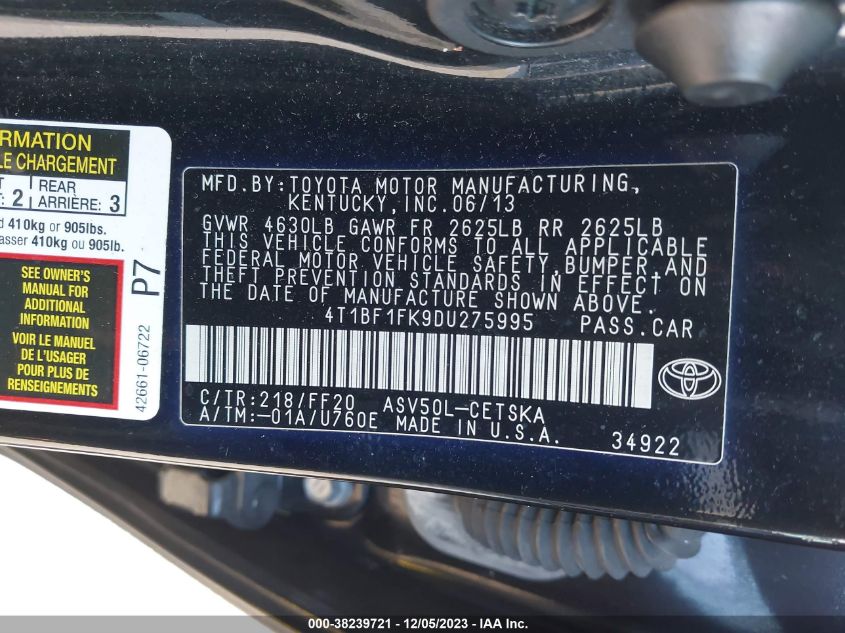 RMATION
LE CHARGEMENT
T REAR
: 2 ARRIÈRE: 3
d 410kg or 905lbs.
asser 410kg ou 905lb.
SEE OWNER'S
MANUAL FOR
ADDITIONAL
INFORMATION
VOIR LE MANUEL
DE L'USAGER
POUR PLUS DE
RENSEIGNEMENTS
P7
42661-06722
MFD.BY:TOYOTA MOTOR MANUFACTURING,
KENTUCKY, INC.06/13
GVWR 4630LB GAWR FR 2625LB RR 2625LB
THIS VEHICLE CONFORMS TO ALL APPLICABLE
FEDERAL MOTOR VEHICLE SAFETY,BUMPER,AND
THEFT PREVENTION STANDARDS IN EFFECT ON
THE DATE OF MANUFACTURE SHOWN ABOVE.
4T1BF1FK9DU275995 PASS.CAR
C/TR:218/FF20 ASV50L-CETSKA
A/TM:-01A/U760E MADE IN U.S.A.
34922
000-38239721 - 12/05/2023 - IAA Inc.